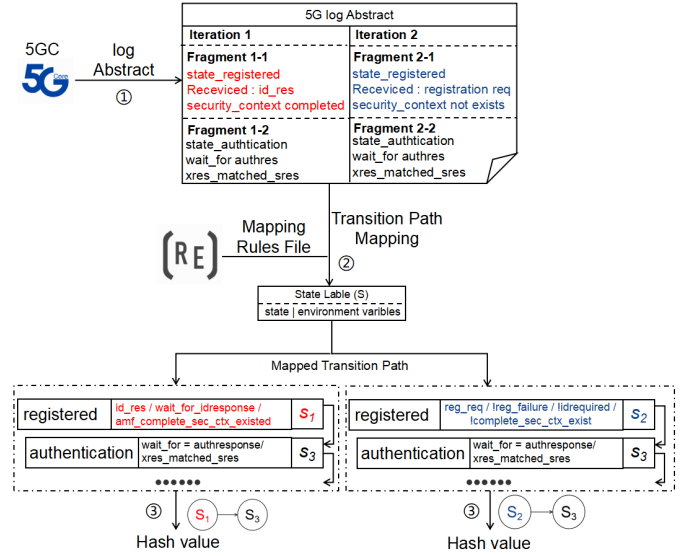 5G log Abstract
5GC
log
Abstract
5G
Core
①
Iteration 1
Iteration 2
Fragment 1-1
state_registered
Receviced : id_res
security_context completed
Fragment 2-1
state_registered
Receviced : registration req
security_context not exists
Fragment 1-2
state_authtication
wait_for authres
xres_matched_sres
Fragment 2-2
state_authtication
wait_for authres
xres_matched_sres
(RE)
Mapping
Rules File
Transition Path
Mapping
②
State Lable (S)
state | environment varibles
Mapped Transition Path
registered
id_res / wait_for_idresponse /
amf_complete_sec_ctx_existed
S1
authentication
wait_for = authresponse/
xres_matched_sres
S3
registered
reg_req / !reg_failure / !idrequired /
!complete_sec_ctx_exist
S2
authentication
wait_for = authresponse/
xres_matched_sres
S3
③
S1
S3
Hash value
③
S2
S3
Hash value